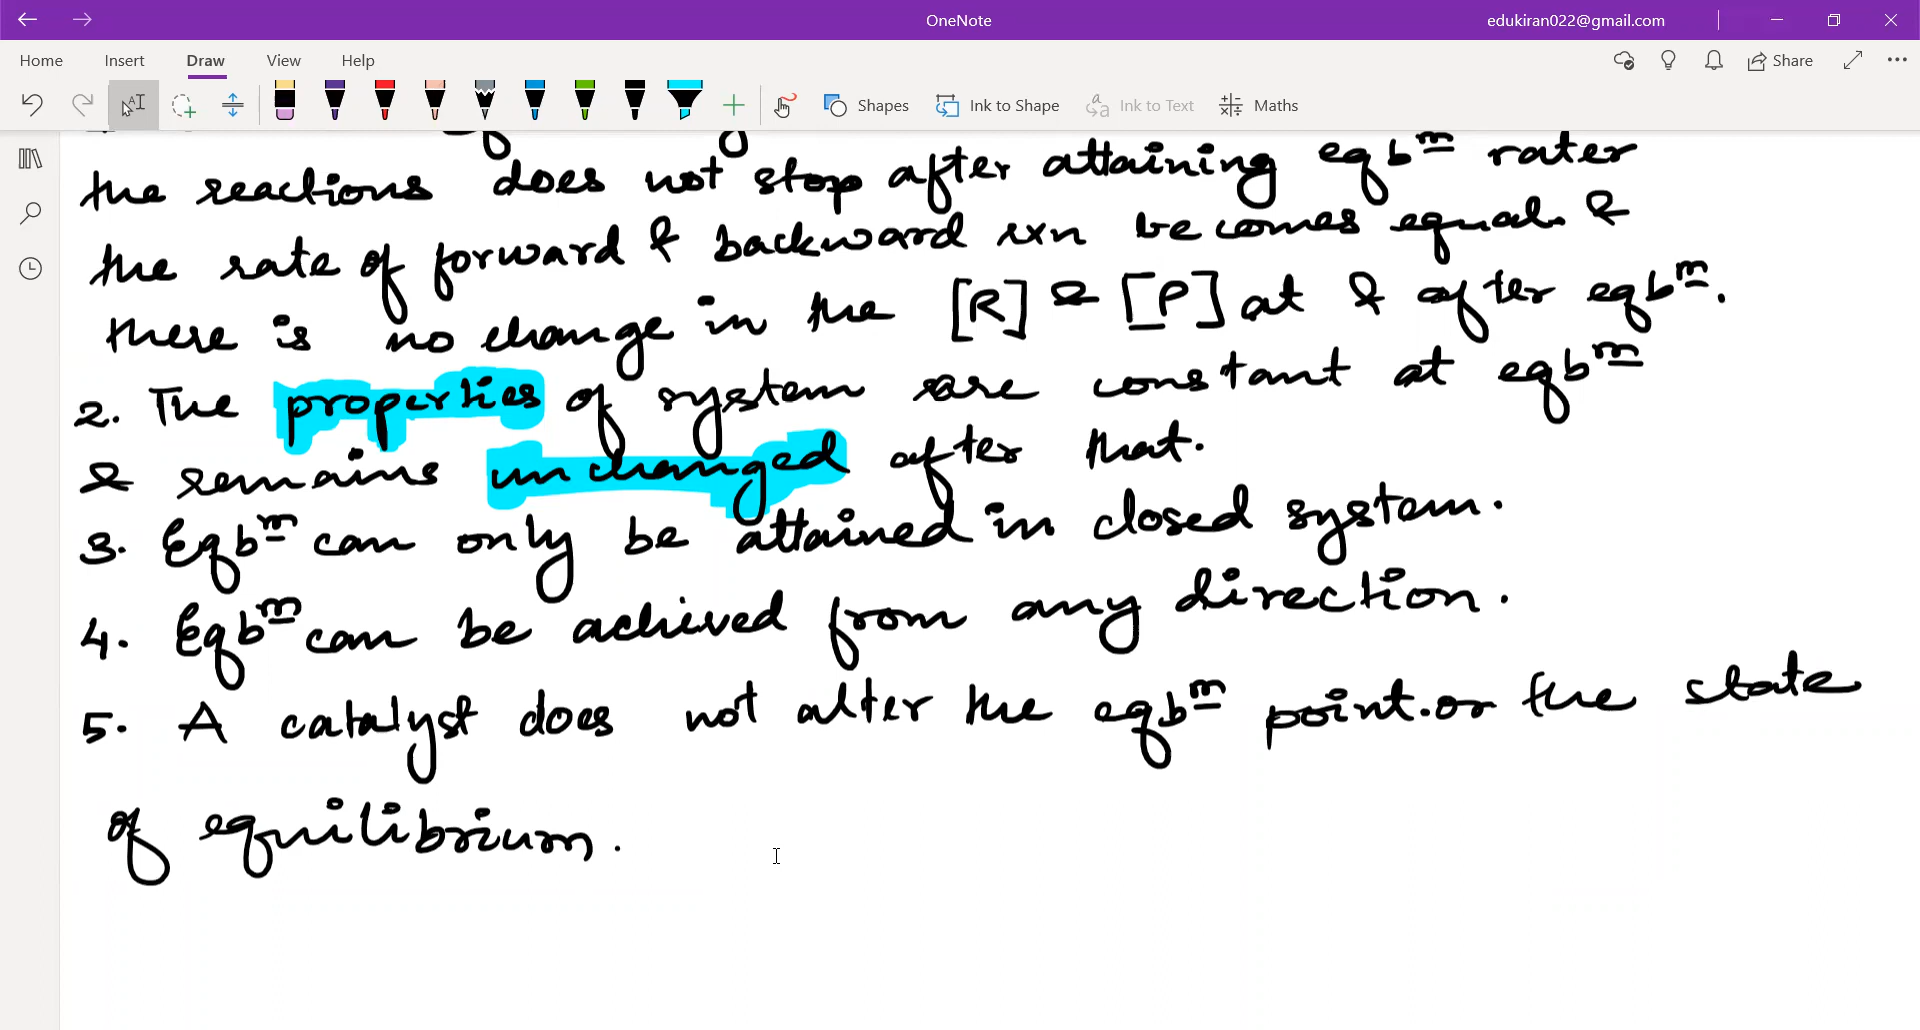 OneNote
edukiran022@gmail.com
Home Insert Draw View Help
Share
Shapes Ink to Shape Ink to Text Maths
the reactions does not stop after attaining eqbm rater
the rate of forward & backward rxn becomes equal. &
there is no change in the [R] & [P] at & after eqbm.
2. The properties of system are constant at eqbm
& remains unchanged after that.
3. Eqbm can only be attained in closed system.
4. Eqbm can be achieved from any direction.
5. A catalyst does not alter the eqbm point.or the state
of equilibrium.